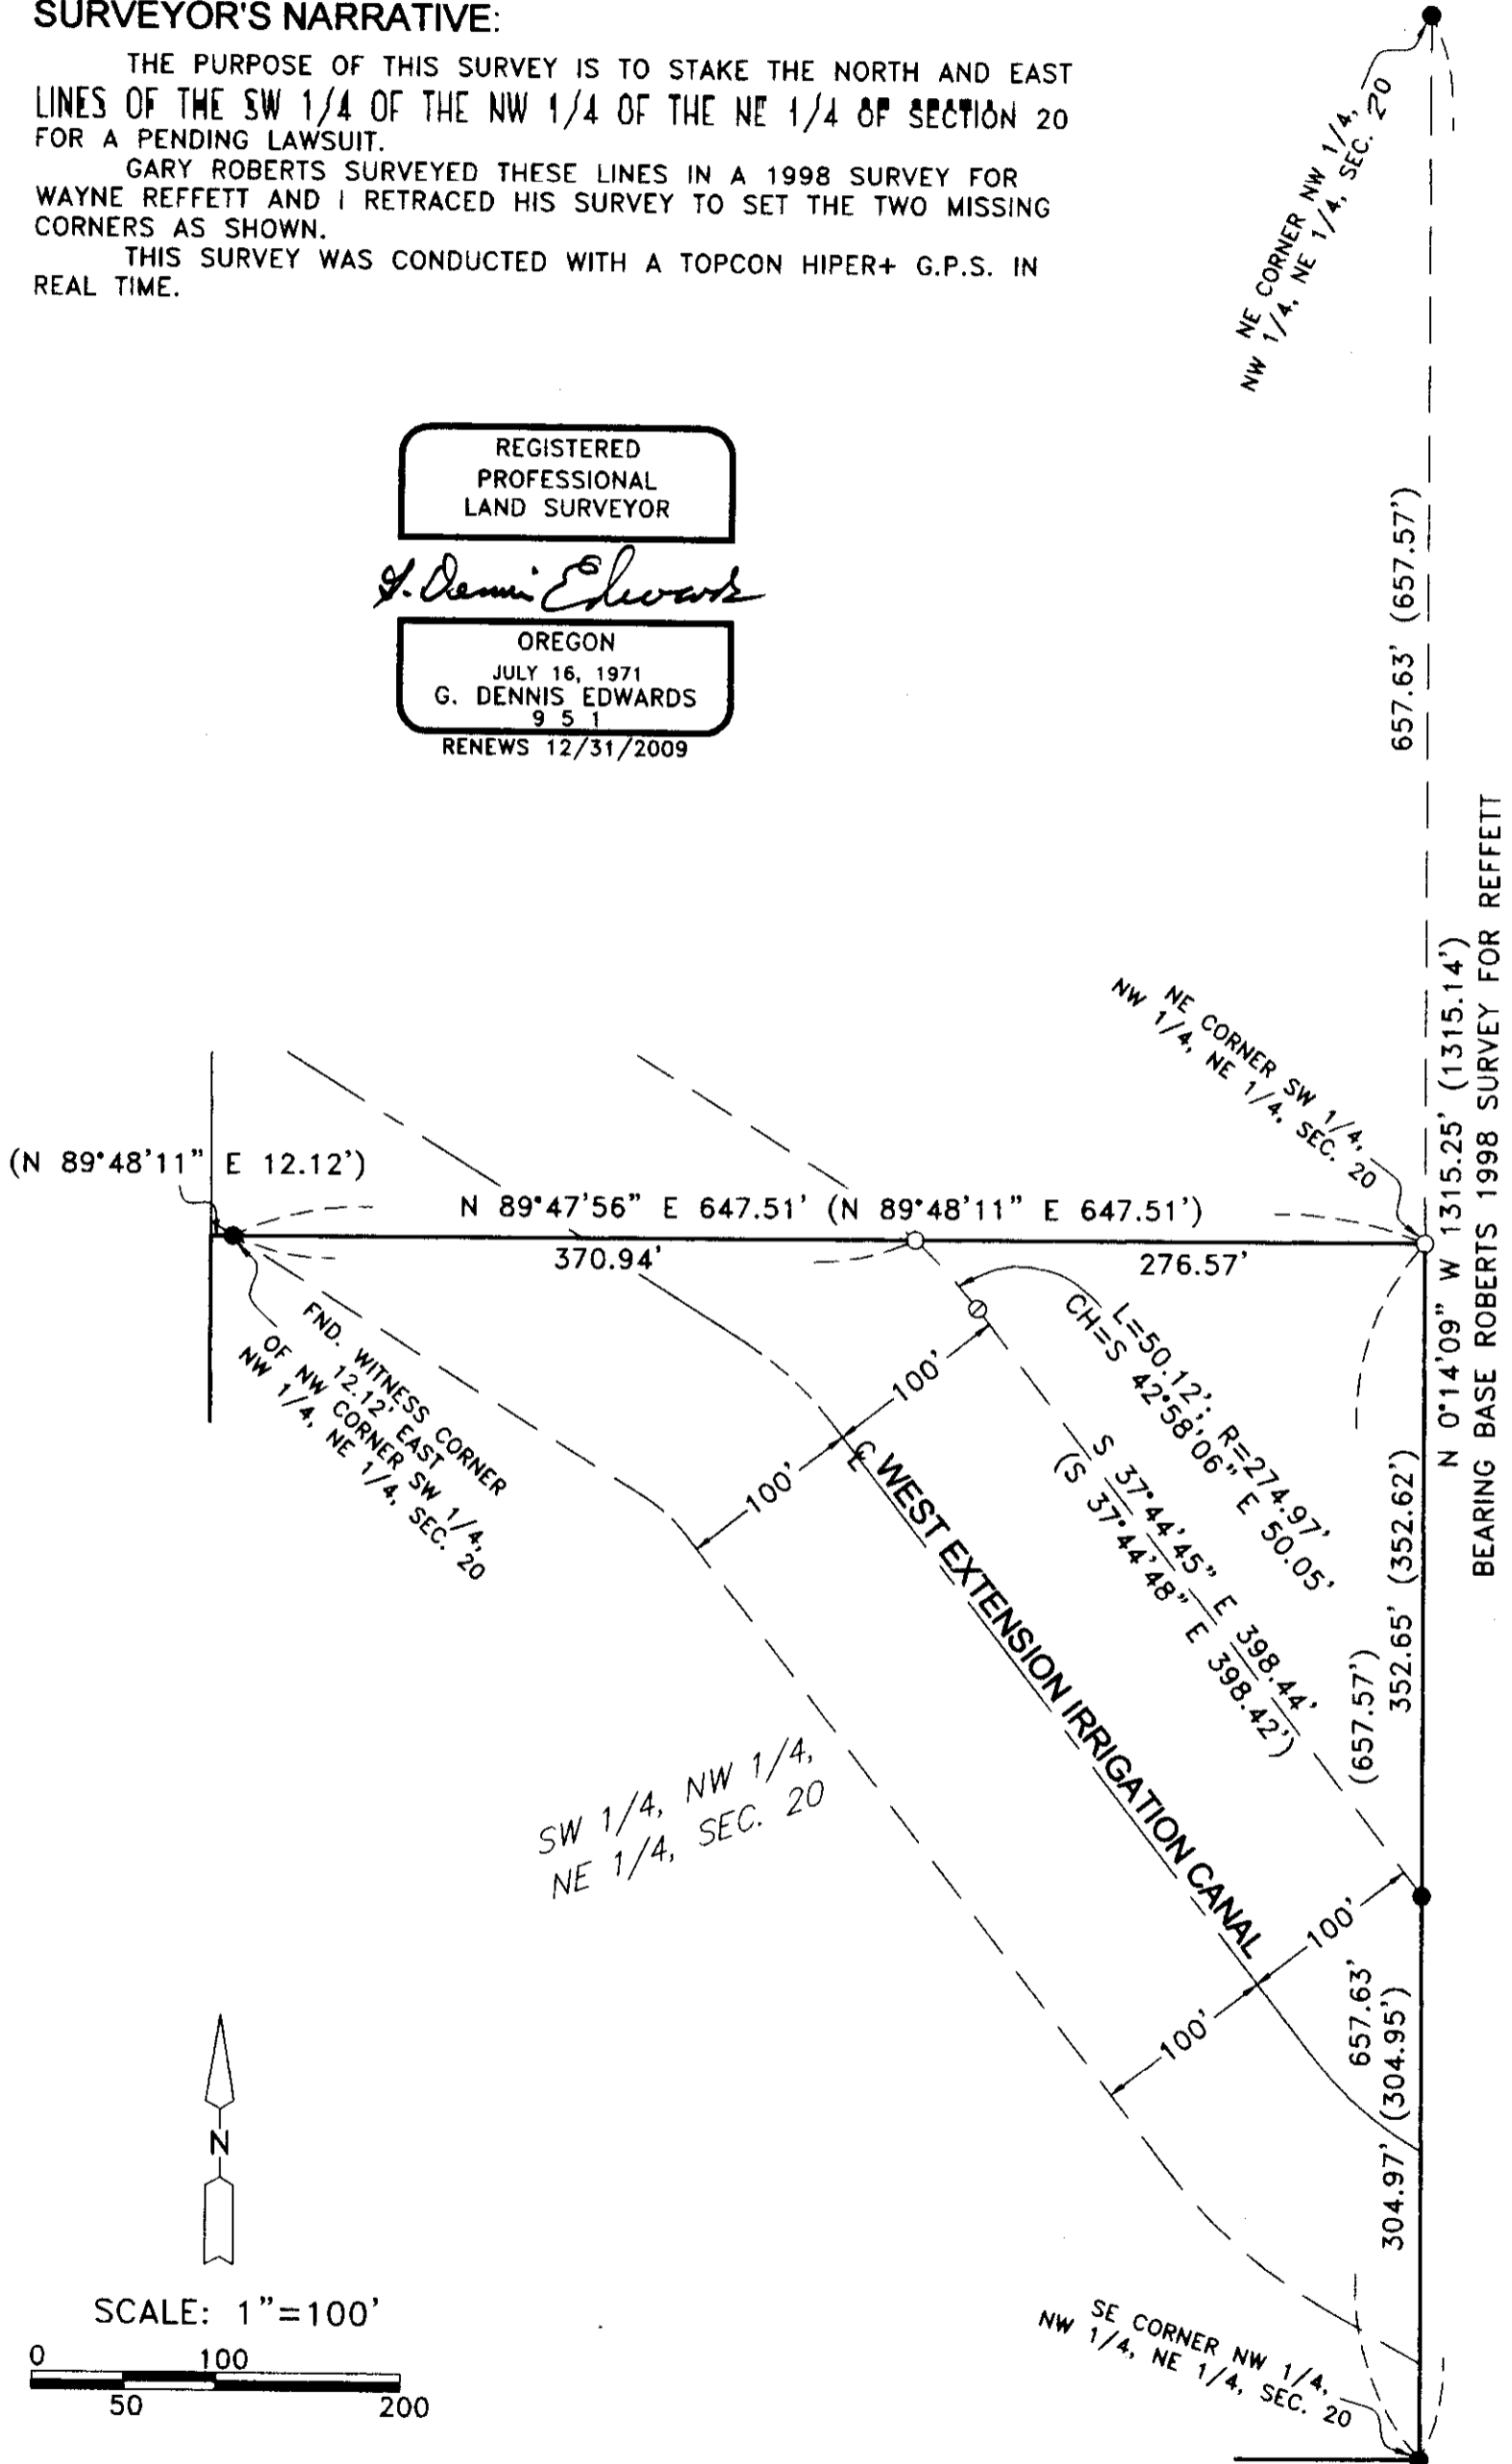 SURVEYOR'S NARRATIVE:
THE PURPOSE OF THIS SURVEY IS TO STAKE THE NORTH AND EAST
LINES OF THE SW 1/4 OF THE NW 1/4 OF THE NE 1/4 OF SECTION 20
FOR A PENDING LAWSUIT.
GARY ROBERTS SURVEYED THESE LINES IN A 1998 SURVEY FOR
WAYNE REFFETT AND I RETRACED HIS SURVEY TO SET THE TWO MISSING
CORNERS AS SHOWN.
THIS SURVEY WAS CONDUCTED WITH A TOPCON HIPER+ G.P.S. IN
REAL TIME.
NE CORNER NW 1/4,
NW 1/4, NE 1/4, SEC. 20
REGISTERED
PROFESSIONAL
LAND SURVEYOR
G. Dennis Edwards
OREGON
JULY 16, 1971
G. DENNIS EDWARDS
9 5 1
RENEWS 12/31/2009
657.63' (657.57')
N 0°14'09" W 1315.25' (1315.14')
BEARING BASE ROBERTS 1998 SURVEY FOR REFFETT
NE CORNER SW 1/4,
NW 1/4, NE 1/4, SEC. 20
(N 89°48'11" E 12.12')
N 89°47'56" E 647.51' (N 89°48'11" E 647.51')
370.94'
276.57'
FND. WITNESS CORNER
12.12' EAST
OF NW CORNER SW 1/4,
NW 1/4, NE 1/4, SEC. 20
L=50.12'; R=274.97'
CH=S 42°58'06" E 50.05'
100'
100'
S 37°44'45" E 398.44'
(S 37°44'48" E 398.42')
℄ WEST EXTENSION IRRIGATION CANAL
352.65' (352.62')
(657.57')
SW 1/4, NW 1/4,
NE 1/4, SEC. 20
100'
100'
657.63'
304.97' (304.95')
N
SCALE: 1"=100'
0 100
50 200
SE CORNER NW 1/4,
NW 1/4, NE 1/4, SEC. 20